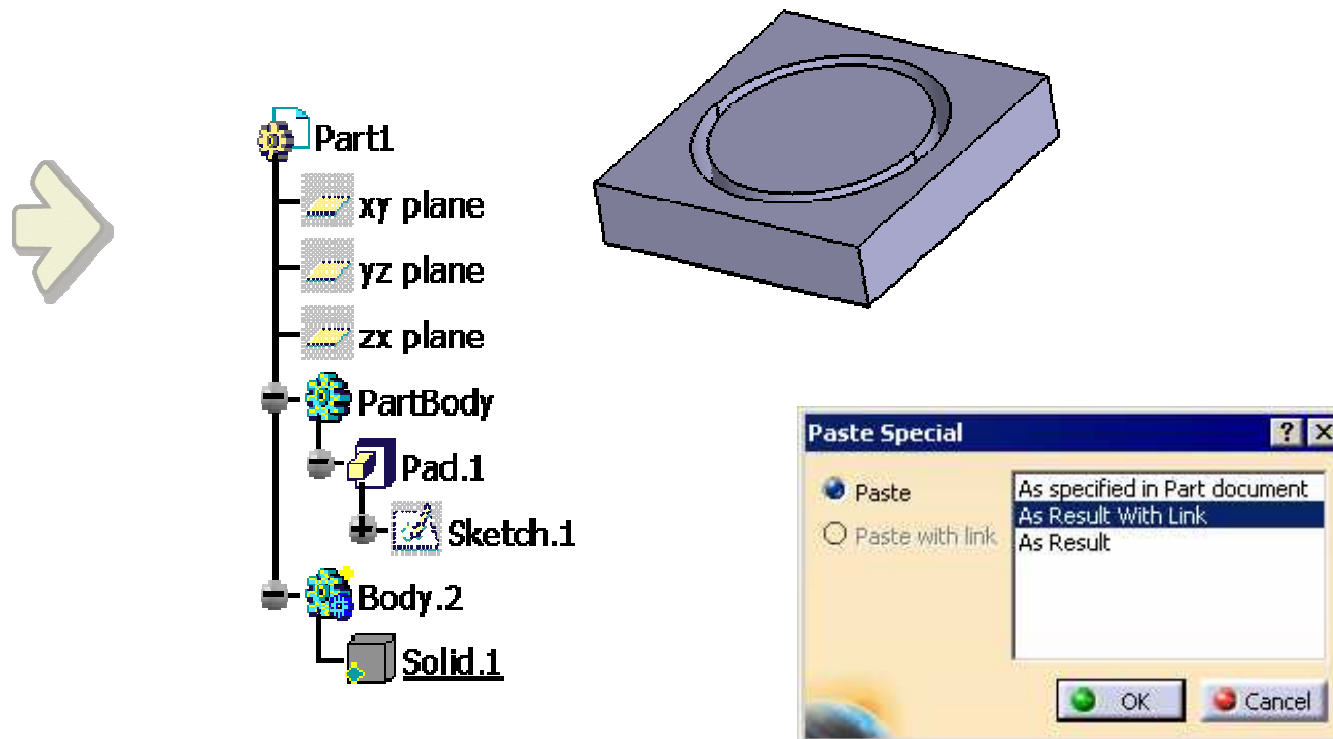 Part1
xy plane
yz plane
zx plane
PartBody
Pad.1
Sketch.1
Body.2
Solid.1
Paste Special
Paste
Paste with link
As specified in Part document
As Result With Link
As Result
OK
Cancel